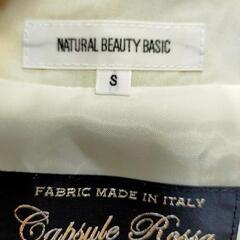 NATURAL BEAUTY BASIC
S
FABRIC MADE IN ITALY
Capsule Rossa